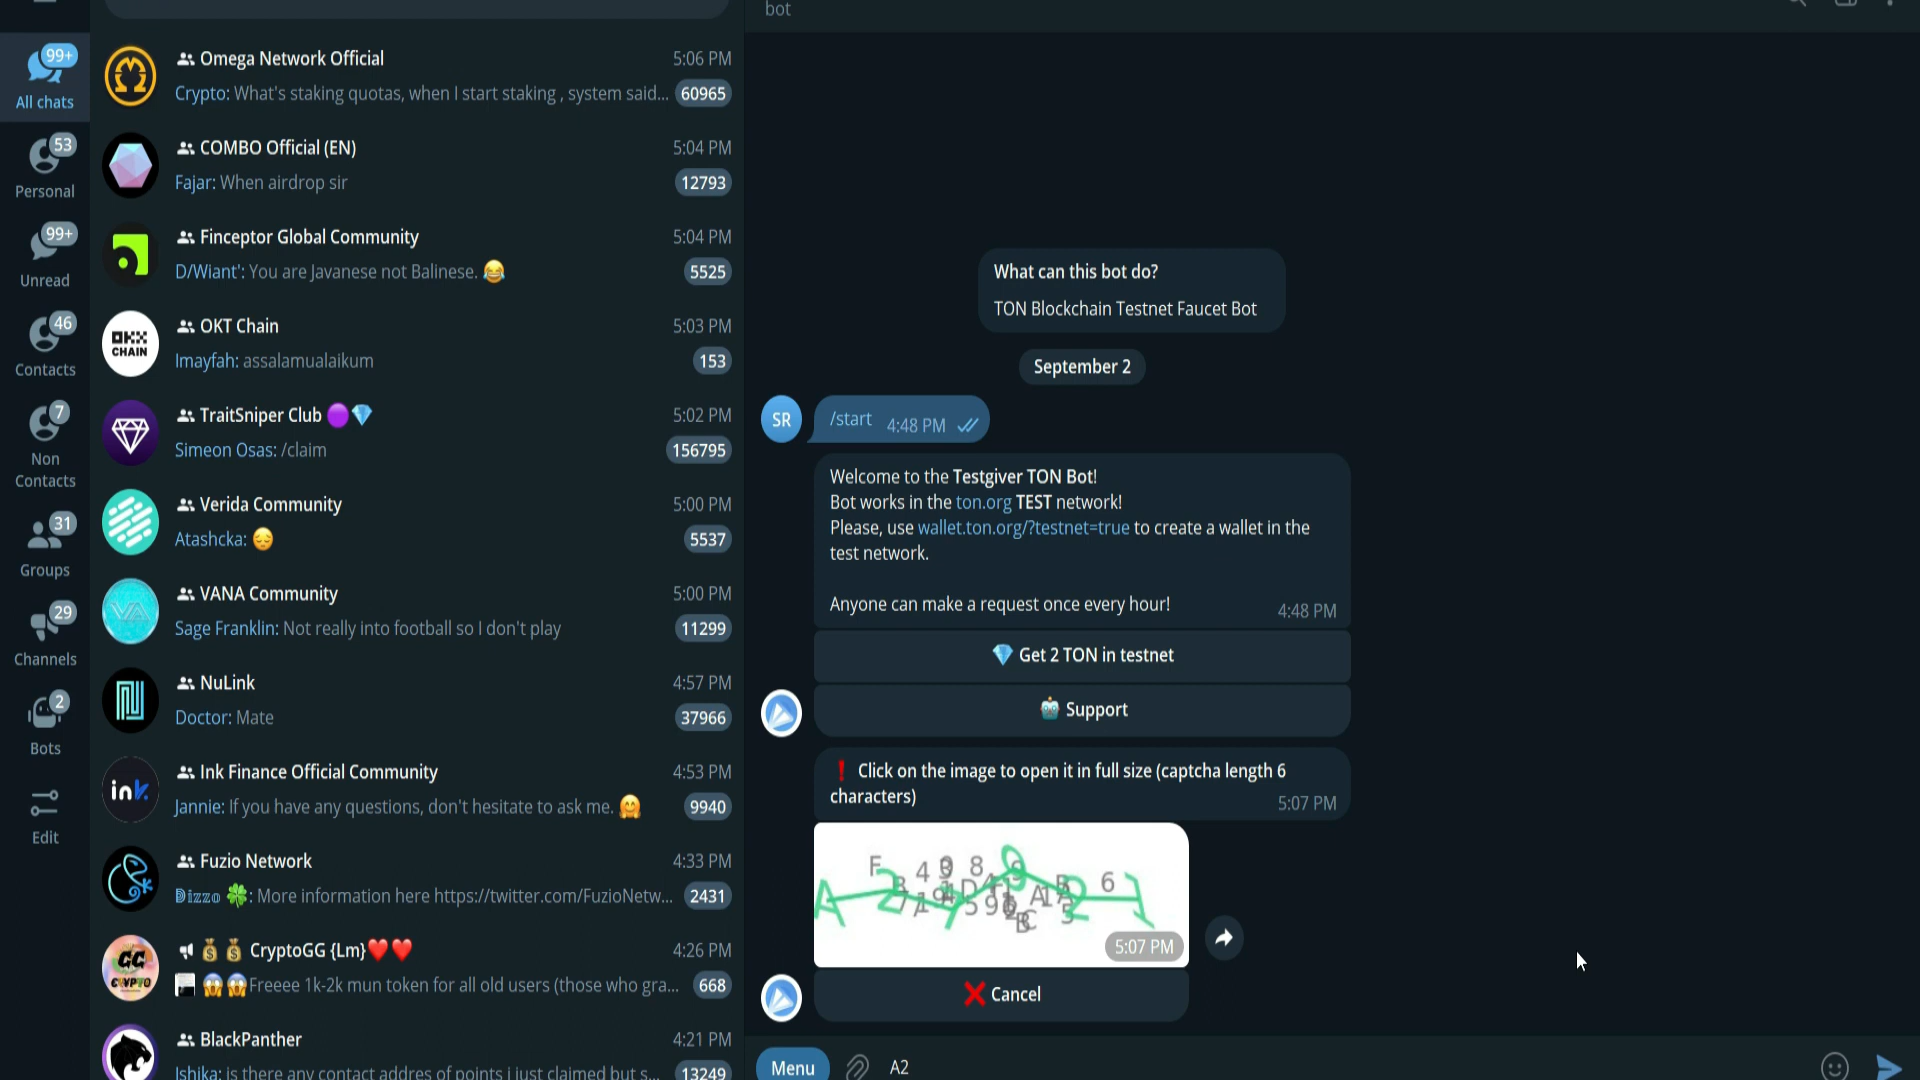 bot
99+
All chats
53
Personal
99+
Unread
46
Contacts
7
Non
Contacts
31
Groups
29
Channels
2
Bots
Edit
Omega Network Official 5:06 PM
Crypto: What's staking quotas, when I start staking , system said... 60965
COMBO Official (EN) 5:04 PM
Fajar: When airdrop sir 12793
Finceptor Global Community 5:04 PM
D/Wiant': You are Javanese not Balinese. 😂 5525
OKX
CHAIN
OKT Chain 5:03 PM
Imayfah: assalamualaikum 153
TraitSniper Club 🟣💎 5:02 PM
Simeon Osas: /claim 156795
Verida Community 5:00 PM
Atashcka: 😔 5537
VANA Community 5:00 PM
Sage Franklin: Not really into football so I don't play 11299
NuLink 4:57 PM
Doctor: Mate 37966
ink.
Ink Finance Official Community 4:53 PM
Jannie: If you have any questions, don't hesitate to ask me. 🤗 9940
Fuzio Network 4:33 PM
𝔻𝕚𝕫𝕫𝕠 🍀: More information here https://twitter.com/FuzioNetw... 2431
💰💰 CryptoGG {Lm}❤️❤️ 4:26 PM
😱😱Freeee 1k-2k mun token for all old users (those who gra... 668
BlackPanther 4:21 PM
Ishika: is there any contact addres of points i just claimed but s... 13249
What can this bot do?
TON Blockchain Testnet Faucet Bot
September 2
SR
/start 4:48 PM
Welcome to the Testgiver TON Bot!
Bot works in the ton.org TEST network!
Please, use wallet.ton.org/?testnet=true to create a wallet in the
test network.
Anyone can make a request once every hour!
4:48 PM
💎 Get 2 TON in testnet
🤖 Support
❗ Click on the image to open it in full size (captcha length 6
characters)
5:07 PM
5:07 PM
❌ Cancel
Menu
A2